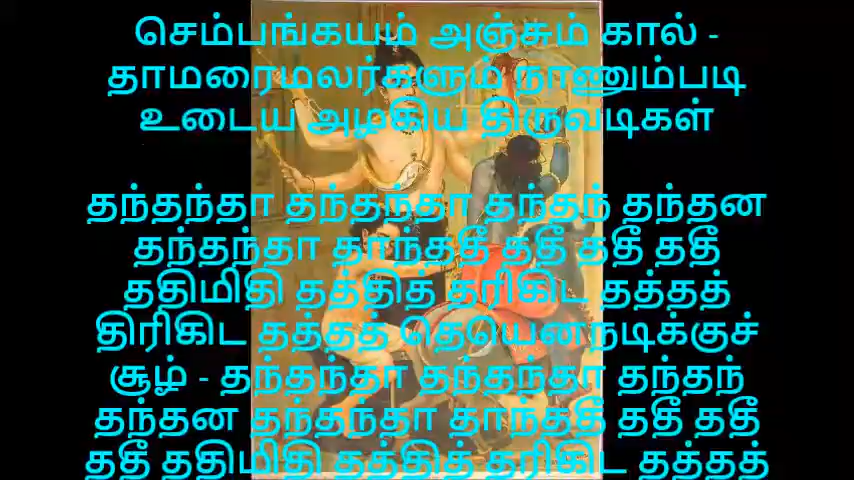 செம்பங்கயம் அஞ்சும் கால் -
தாமரைமலர்களும் நாணும்படி
உடைய அழகிய திருவடிகள்
தந்தந்தா தந்தந்தா தந்தந் தந்தன
தந்தந்தா தாந்ததீ ததீ ததீ ததீ
ததிமிதி தத்தித் தரிகிட தத்தத்
திரிகிட தத்தத் தெயெனநடிக்குச்
சூழ் - தந்தந்தா தந்தந்தா தந்தந்
தந்தன தந்தந்தா தாந்ததீ ததீ ததீ
ததீ ததிமிதி தத்தித் தரிகிட தத்தத்